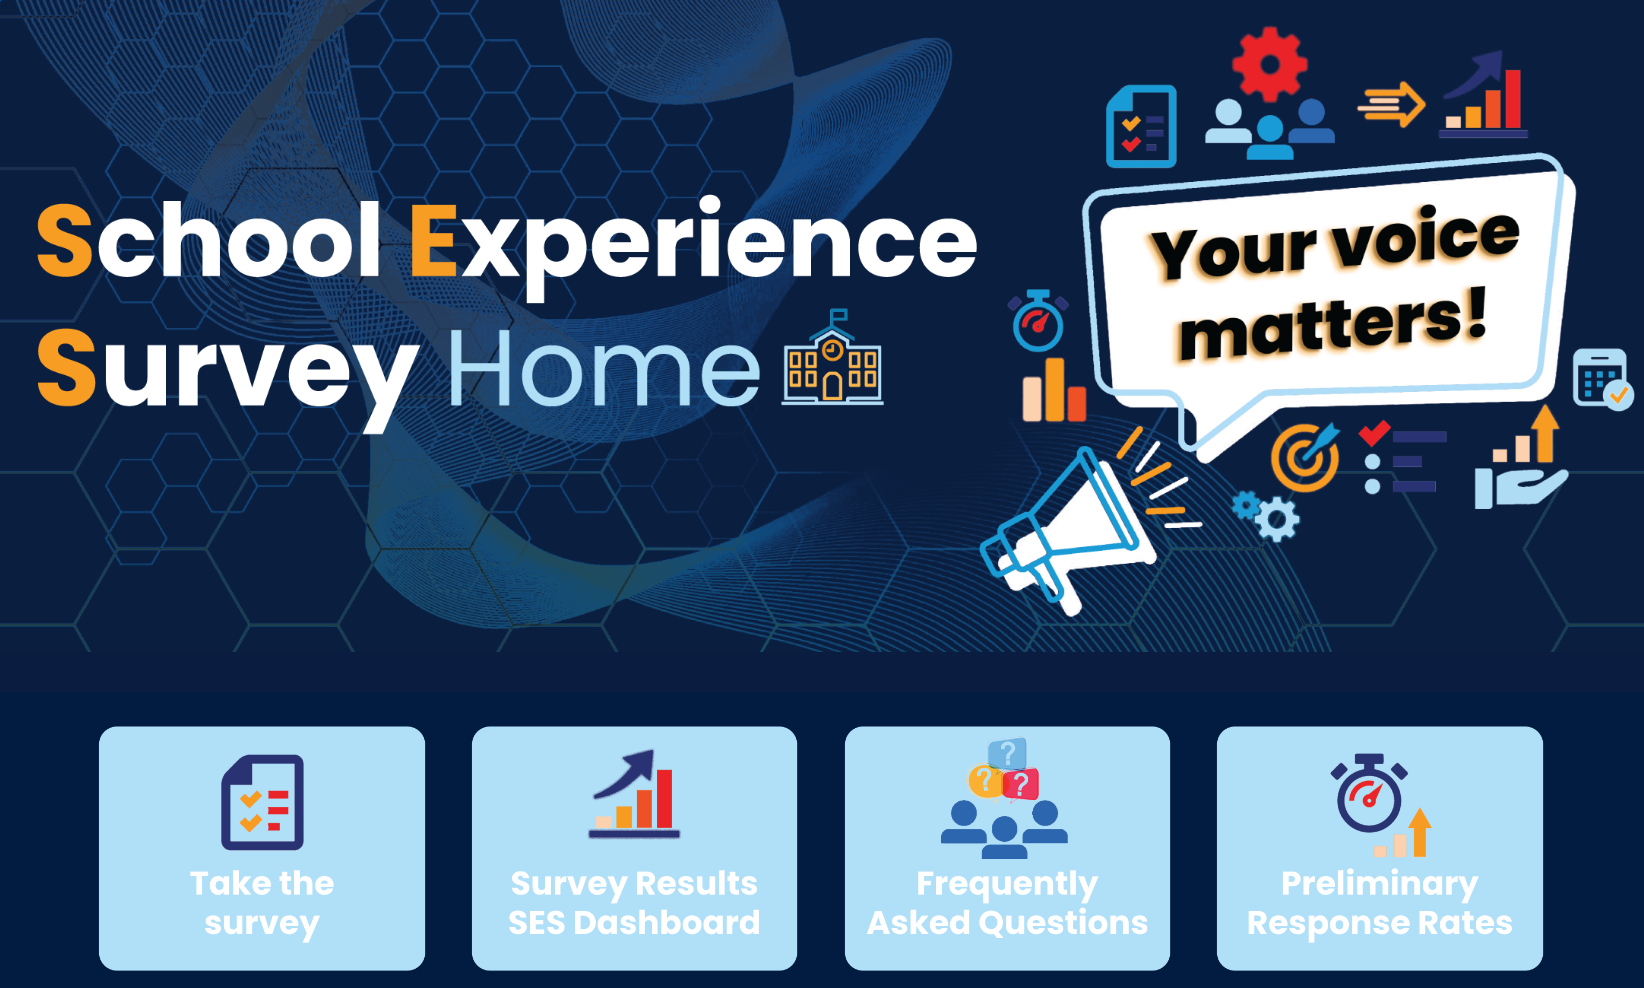 School Experience
Survey Home
Your voice
matters!
Take the
survey
Survey Results
SES Dashboard
Frequently
Asked Questions
Preliminary
Response Rates